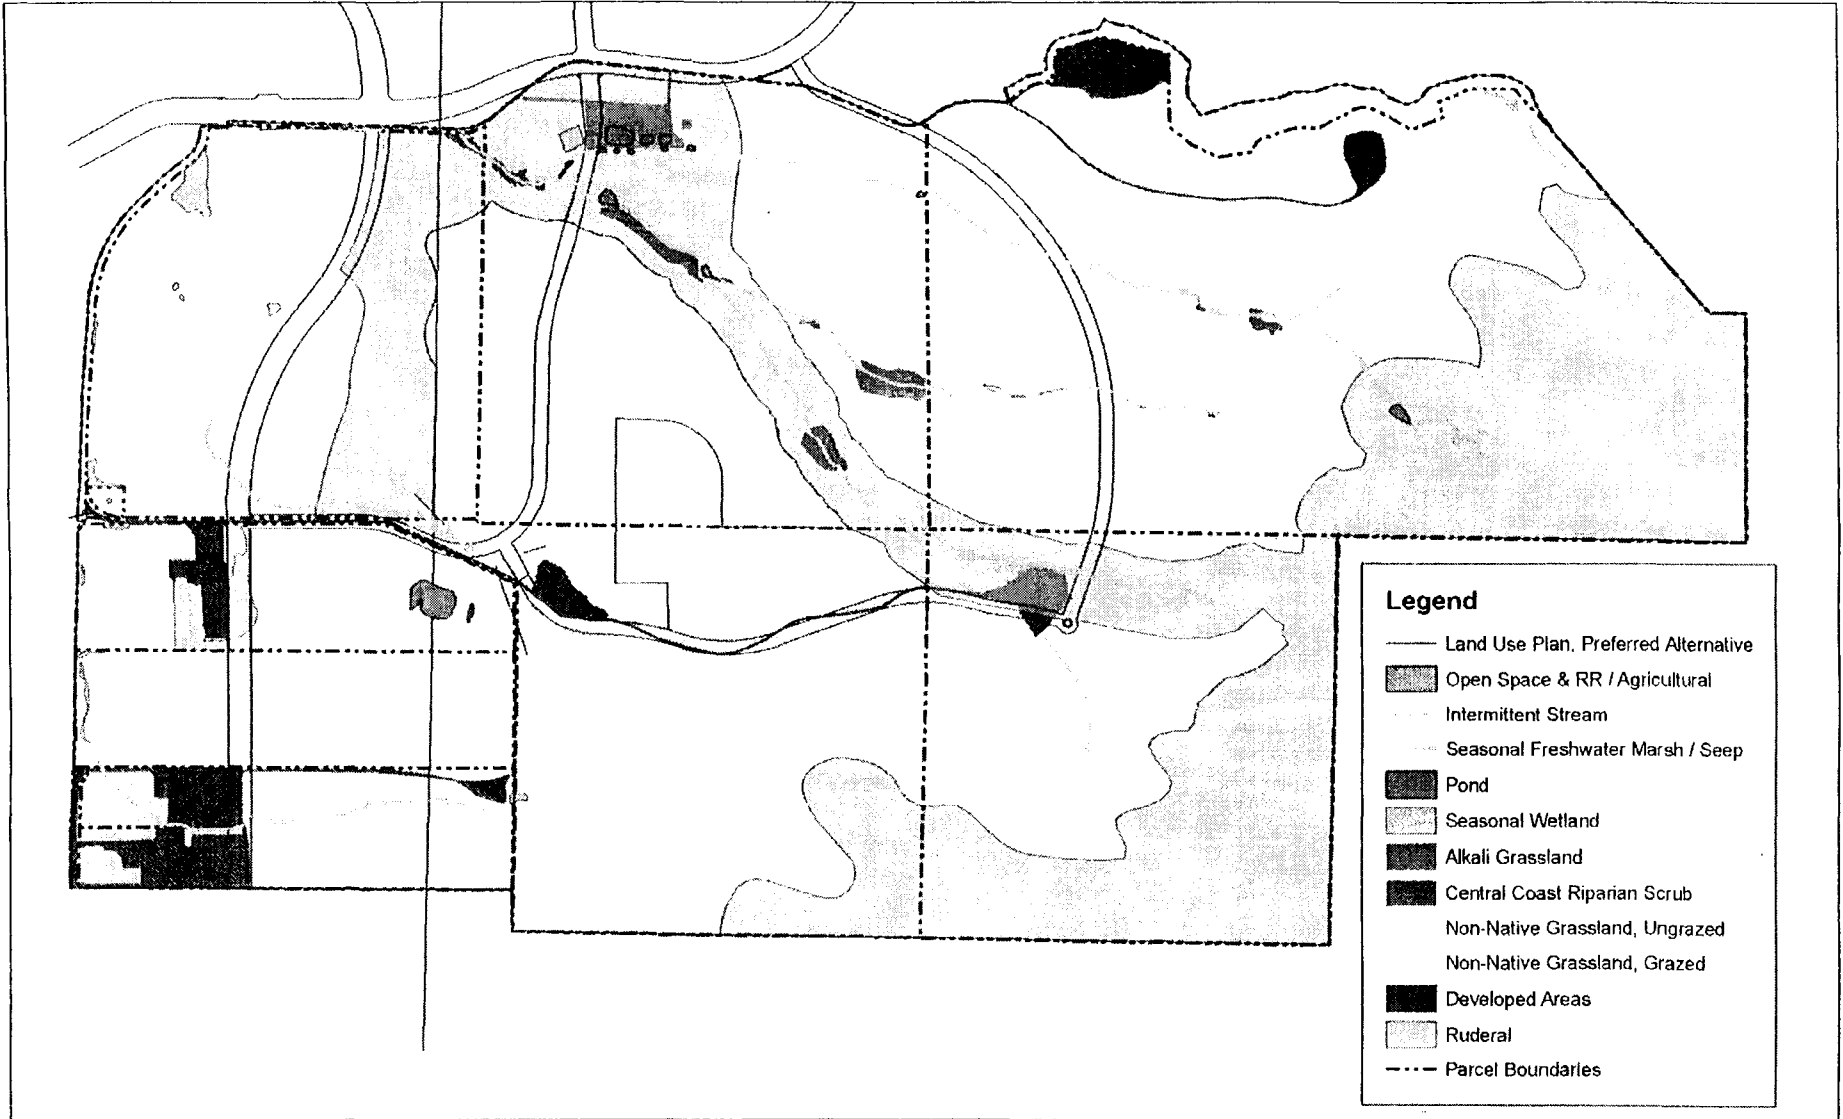 Legend
Land Use Plan, Preferred Alternative
Open Space & RR / Agricultural
Intermittent Stream
Seasonal Freshwater Marsh / Seep
Pond
Seasonal Wetland
Alkali Grassland
Central Coast Riparian Scrub
Non-Native Grassland, Ungrazed
Non-Native Grassland, Grazed
Developed Areas
Ruderal
Parcel Boundaries